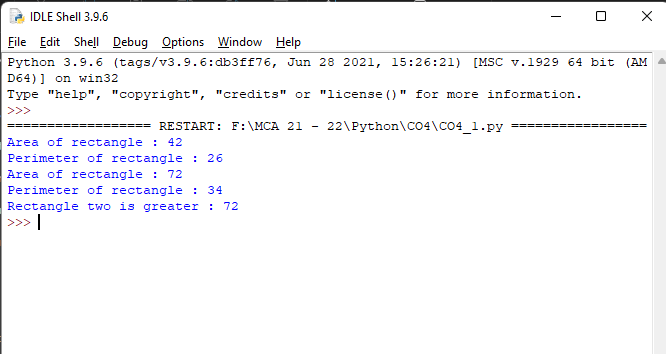 IDLE Shell 3.9.6
File Edit Shell Debug Options Window Help
Python 3.9.6 (tags/v3.9.6:db3ff76, Jun 28 2021, 15:26:21) [MSC v.1929 64 bit (AM
D64)] on win32
Type "help", "copyright", "credits" or "license()" for more information.
>>>
================== RESTART: F:\MCA 21 - 22\Python\CO4\CO4_1.py =================
Area of rectangle : 42
Perimeter of rectangle : 26
Area of rectangle : 72
Perimeter of rectangle : 34
Rectangle two is greater : 72
>>>